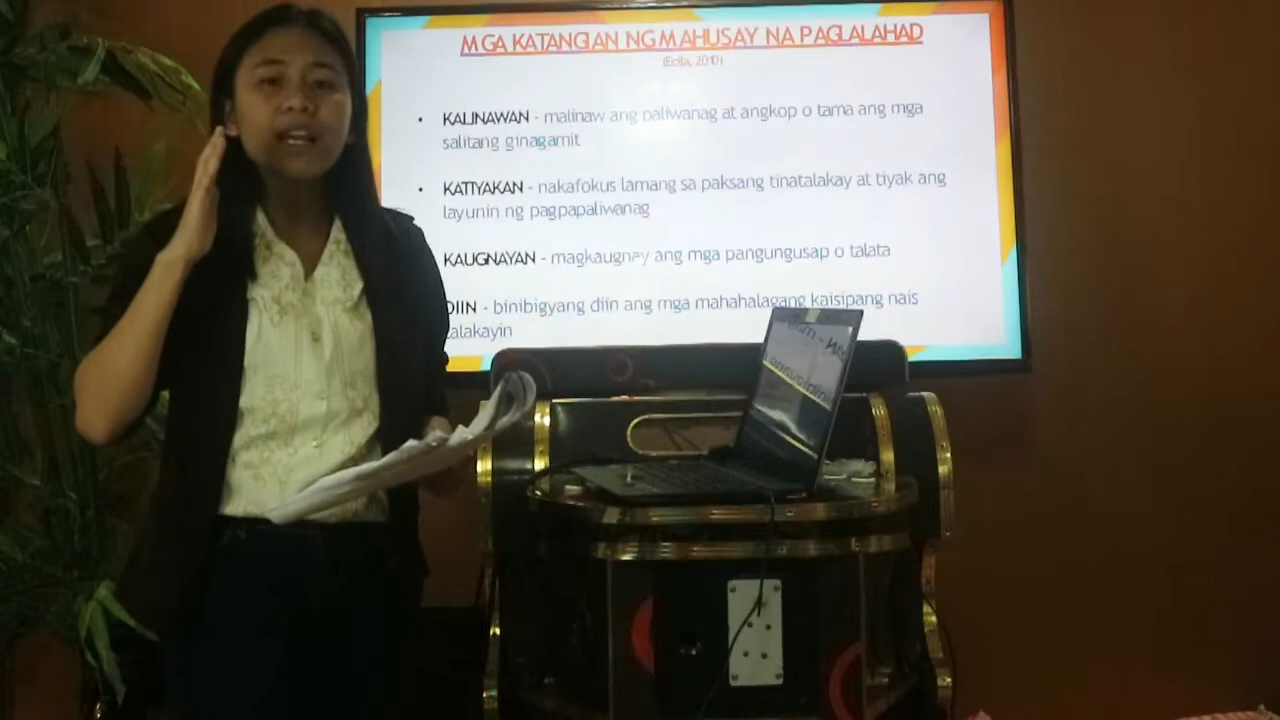 MGA KATANGIAN NG MAHUSAY NA PAGLALAHAD
• KALINAWAN - malinaw ang paliwanag at angkop o tama ang mga
salitang ginagamit
• KATIYAKAN - nakafokus lamang sa paksang tinatalakay at tiyak ang
layunin ng pagpapaliwanag
KAUGNAYAN - magkaugnay ang mga pangungusap o talata
DIIN - binibigyang diin ang mga mahahalagang kaisipang nais
talakayin